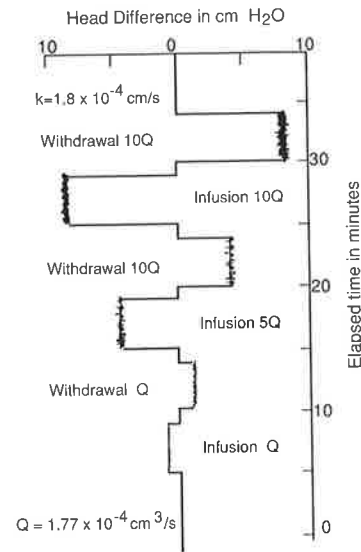 Head Difference in cm H₂O
10 0 10
k=1.8 x 10⁻⁴ cm/s
Withdrawal 10Q
30
Infusion 10Q
Withdrawal 10Q
20
Infusion 5Q
Withdrawal Q
10
Infusion Q
Q = 1.77 x 10⁻⁴ cm³/s
0
Elapsed time in minutes